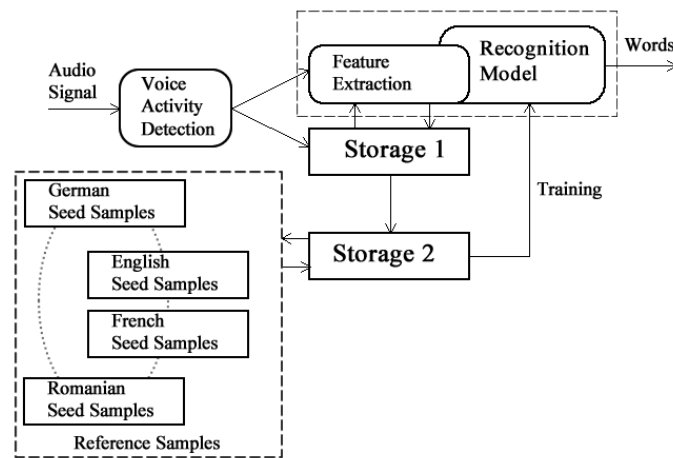 Audio
Signal
Voice
Activity
Detection
Feature
Extraction
Recognition
Model
Words
Storage 1
Training
Storage 2
German
Seed Samples
English
Seed Samples
French
Seed Samples
Romanian
Seed Samples
Reference Samples